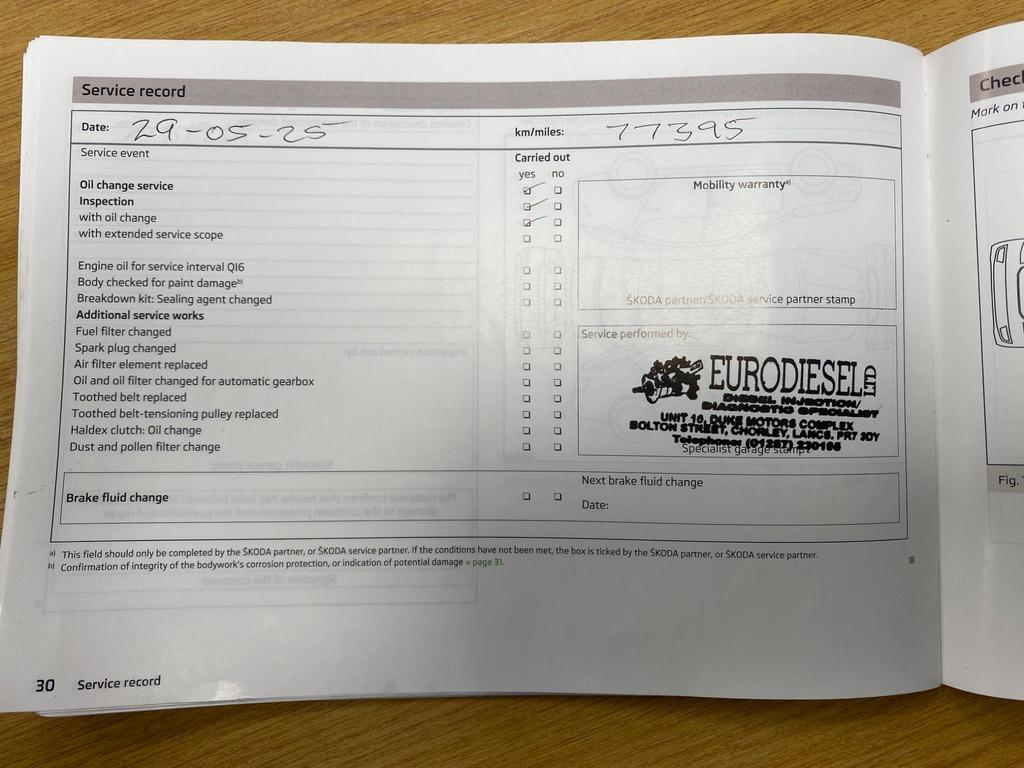 Service record
Date: 29-05-25 km/miles: 77395
Service event
Carried out
yes no
Oil change service
Inspection
with oil change
with extended service scope
Mobility warranty a)
ŠKODA partner/ŠKODA service partner stamp
Engine oil for service interval QI6
Body checked for paint damage b)
Breakdown kit: Sealing agent changed
Additional service works
Fuel filter changed
Spark plug changed
Air filter element replaced
Oil and oil filter changed for automatic gearbox
Toothed belt replaced
Toothed belt-tensioning pulley replaced
Haldex clutch: Oil change
Dust and pollen filter change
Service performed by:
EURODIESEL LTD
DIESEL INJECTION/
DIAGNOSTIC SPECIALIST
UNIT 10, DUKE MOTORS COMPLEX
BOLTON STREET, CHORLEY, LANCS. PR7 3DY
Telephone: (01257) 230166
Specialist garage stamp
Brake fluid change
Next brake fluid change
Date:
a) This field should only be completed by the ŠKODA partner, or ŠKODA service partner. If the conditions have not been met, the box is ticked by the ŠKODA partner, or ŠKODA service partner.
b) Confirmation of integrity of the bodywork's corrosion protection, or indication of potential damage » page 31.
30 Service record
Mark on
Fig.